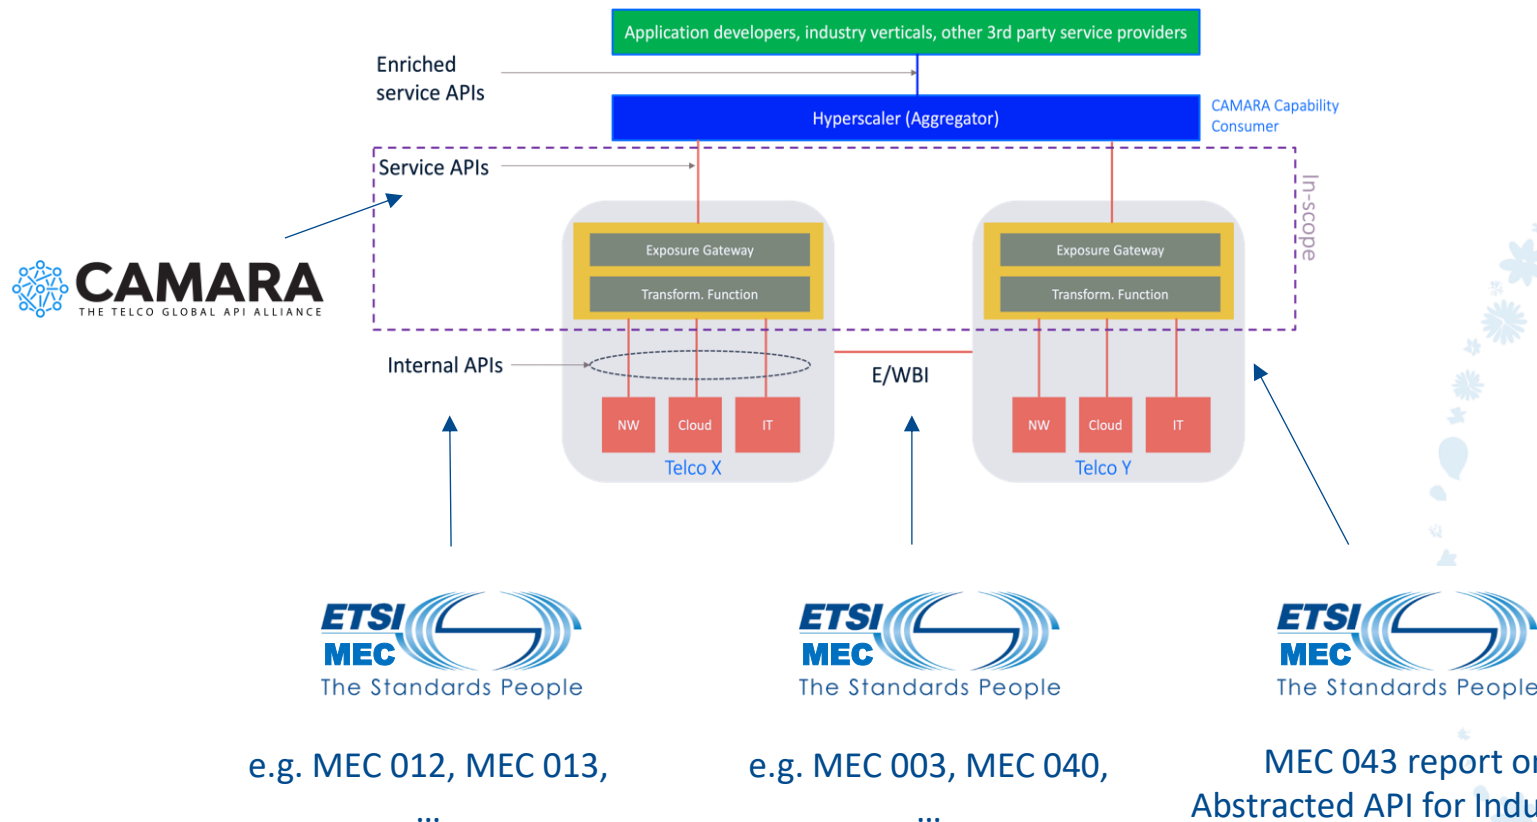 Application developers, industry verticals, other 3rd party service providers
Enriched
service APIs
Hyperscaler (Aggregator)
CAMARA Capability
Consumer
Service APIs
In-scope
Exposure Gateway
Transform. Function
Exposure Gateway
Transform. Function
CAMARA
THE TELCO GLOBAL API ALLIANCE
Internal APIs
E/WBI
NW
Cloud
IT
Telco X
NW
Cloud
IT
Telco Y
ETSI
MEC
The Standards People
ETSI
MEC
The Standards People
ETSI
MEC
The Standards People
e.g. MEC 012, MEC 013,
...
e.g. MEC 003, MEC 040,
...
MEC 043 report
Abstracted API for